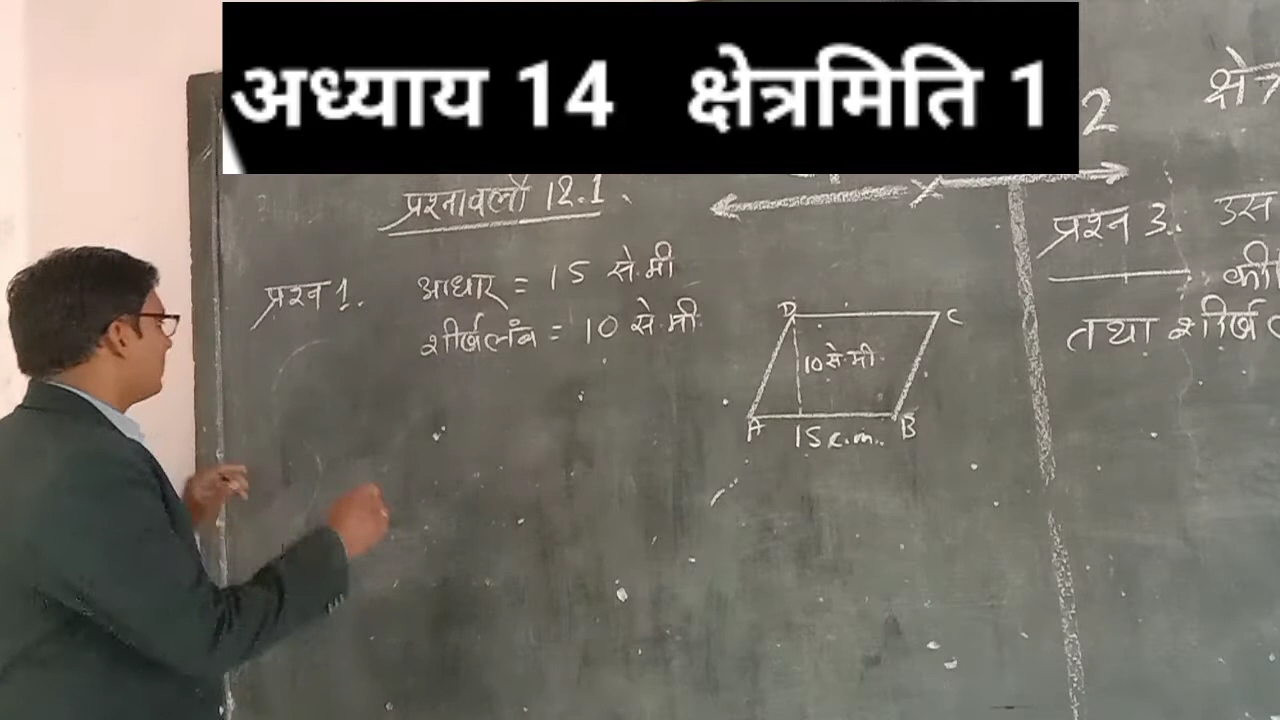 अध्याय 14 क्षेत्रमिति 1
2
प्रश्नावली 12.1
प्रश्न 1. आधार = 15 से.मी
शीर्षलंब = 10 से.मी.
D C
10 से.मी.
A B
15 c.m.
प्रश्न 3. उस
की
तथा शीर्ष